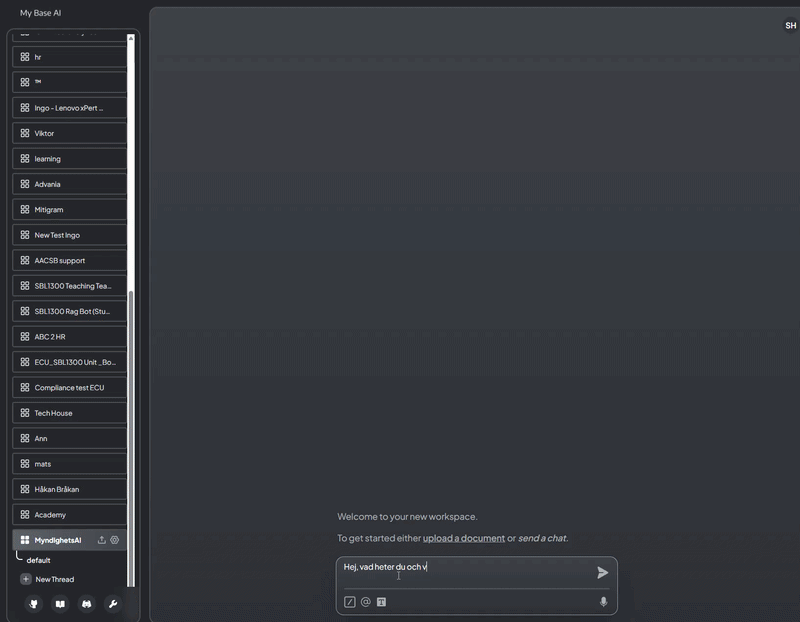 My Base AI
SH
hr
TM
Ingo - Lenovo xPert ...
Viktor
learning
Advania
Mitigram
New Test Ingo
AACSB support
SBL1300 Teaching Tea...
SBL1300 Rag Bot (Stu...
ABC 2 HR
ECU_SBL1300 Unit _Bo...
Compliance test ECU
Tech House
Ann
mats
Håkan Bråkan
Academy
MyndighetsAI
default
New Thread
Welcome to your new workspace.
To get started either upload a document or send a chat.
Hej, vad heter du och v